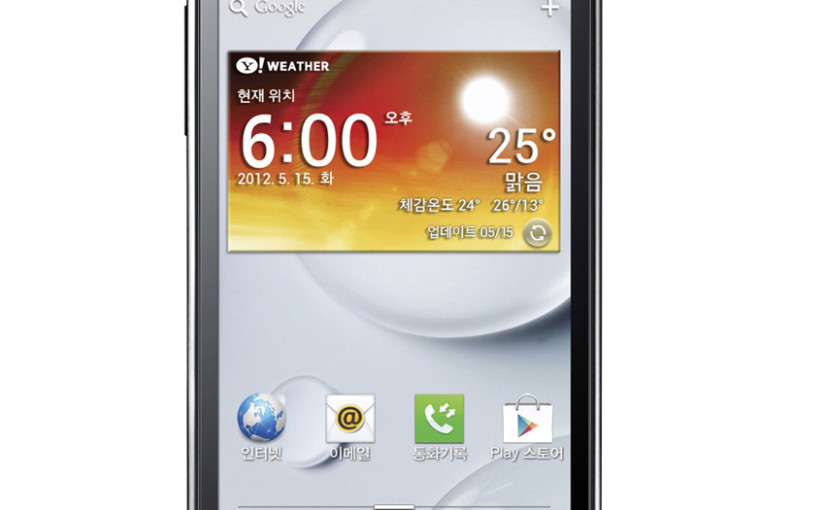 Google
Y! WEATHER
현재 위치
6:00 오후
25°
2012. 5. 15. 화
맑음
체감온도 24° 26°/13°
업데이트 05/15
인터넷 이메일 통화기록 Play 스토어